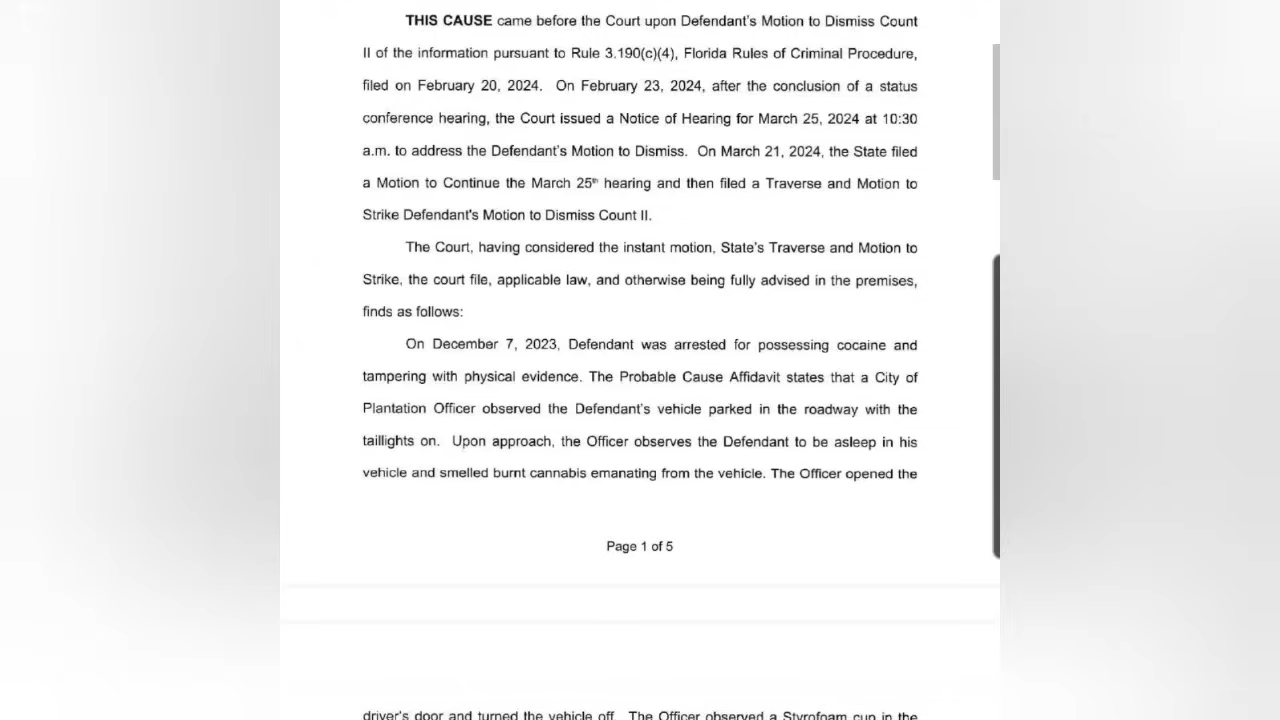 THIS CAUSE came before the Court upon Defendant's Motion to Dismiss Count
II of the information pursuant to Rule 3.190(c)(4), Florida Rules of Criminal Procedure,
filed on February 20, 2024. On February 23, 2024, after the conclusion of a status
conference hearing, the Court issued a Notice of Hearing for March 25, 2024 at 10:30
a.m. to address the Defendant's Motion to Dismiss. On March 21, 2024, the State filed
a Motion to Continue the March 25th hearing and then filed a Traverse and Motion to
Strike Defendant's Motion to Dismiss Count II.
The Court, having considered the instant motion, State's Traverse and Motion to
Strike, the court file, applicable law, and otherwise being fully advised in the premises,
finds as follows:
On December 7, 2023, Defendant was arrested for possessing cocaine and
tampering with physical evidence. The Probable Cause Affidavit states that a City of
Plantation Officer observed the Defendant's vehicle parked in the roadway with the
taillights on. Upon approach, the Officer observes the Defendant to be asleep in his
vehicle and smelled burnt cannabis emanating from the vehicle. The Officer opened the
Page 1 of 5
driver's door and turned the vehicle off. The Officer observed a Styrofoam cup in the